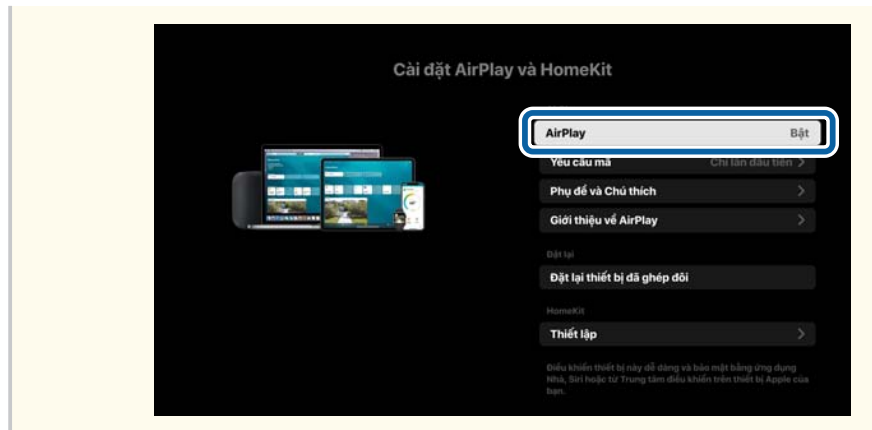 Cài đặt AirPlay và HomeKit
AirPlay Bật
Yêu cầu mã Chỉ lần đầu tiên
Phụ đề và Chú thích
Giới thiệu về AirPlay
Đặt lại
Đặt lại thiết bị đã ghép đôi
HomeKit
Thiết lập
Điều khiển thiết bị này dễ dàng và bảo mật bằng ứng dụng
Nhà, Siri hoặc từ Trung tâm điều khiển trên thiết bị Apple của
bạn.